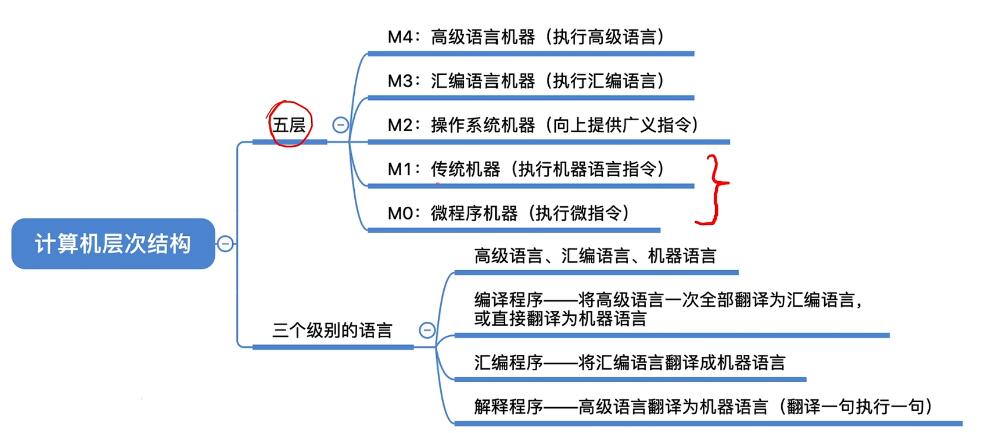 M4：高级语言机器（执行高级语言）
M3：汇编语言机器（执行汇编语言）
五层
M2：操作系统机器（向上提供广义指令）
M1：传统机器（执行机器语言指令）
M0：微程序机器（执行微指令）
计算机层次结构
高级语言、汇编语言、机器语言
编译程序——将高级语言一次全部翻译为汇编语言，
或直接翻译为机器语言
三个级别的语言
汇编程序——将汇编语言翻译成机器语言
解释程序——高级语言翻译为机器语言（翻译一句执行一句）